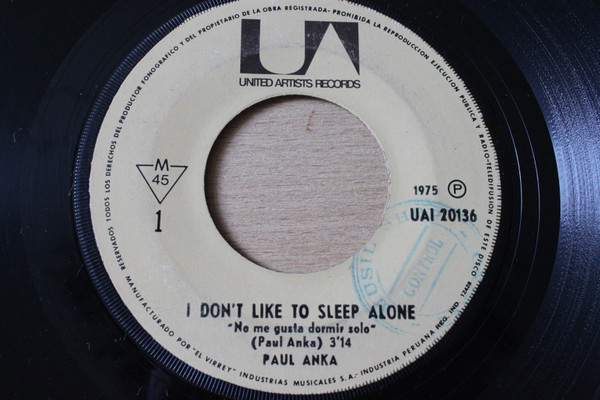 RESERVADOS TODOS LOS DERECHOS DEL PRODUCTOR FONOGRAFICO Y DEL PROPIETARIO DE LA OBRA REGISTRADA - PROHIBIDA LA REPRODUCCION EJECUCION PUBLICA Y RADIO-TELEDIFUSION DE ESTE DISCO
UA
UNITED ARTISTS RECORDS
M
45
1
1975 Ⓟ
UAI 20136
CONTROL
I DON'T LIKE TO SLEEP ALONE
"No me gusta dormir solo"
(Paul Anka) 3'14
PAUL ANKA
MANUFACTURADO POR "EL VIRREY" INDUSTRIAS MUSICALES S.A.- INDUSTRIA PERUANA REG. IND. 12408